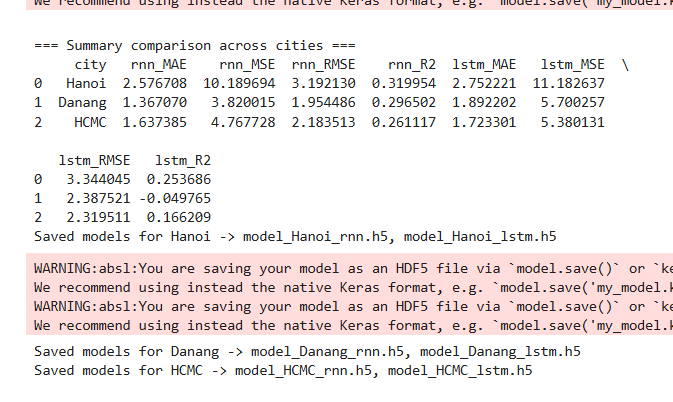 We recommend using instead the native Keras format, e.g. `model.save('my_model.k
=== Summary comparison across cities ===
city rnn_MAE rnn_MSE rnn_RMSE rnn_R2 lstm_MAE lstm_MSE \
0 Hanoi 2.576708 10.189694 3.192130 0.319954 2.752221 11.182637
1 Danang 1.367070 3.820015 1.954486 0.296502 1.892202 5.700257
2 HCMC 1.637385 4.767728 2.183513 0.261117 1.723301 5.380131
lstm_RMSE lstm_R2
0 3.344045 0.253686
1 2.387521 -0.049765
2 2.319511 0.166209
Saved models for Hanoi -> model_Hanoi_rnn.h5, model_Hanoi_lstm.h5
WARNING:absl:You are saving your model as an HDF5 file via `model.save()` or `ke
We recommend using instead the native Keras format, e.g. `model.save('my_model.k
WARNING:absl:You are saving your model as an HDF5 file via `model.save()` or `ke
We recommend using instead the native Keras format, e.g. `model.save('my_model.k
Saved models for Danang -> model_Danang_rnn.h5, model_Danang_lstm.h5
Saved models for HCMC -> model_HCMC_rnn.h5, model_HCMC_lstm.h5